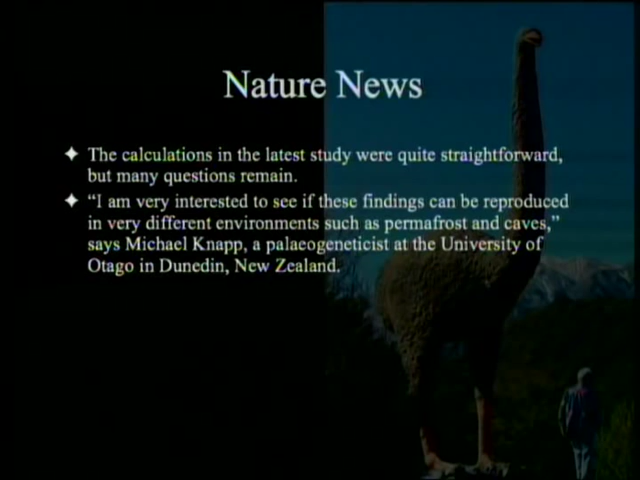 Nature News
✦ The calculations in the latest study were quite straightforward,
but many questions remain.
✦ “I am very interested to see if these findings can be reproduced
in very different environments such as permafrost and caves,”
says Michael Knapp, a palaeogeneticist at the University of
Otago in Dunedin, New Zealand.